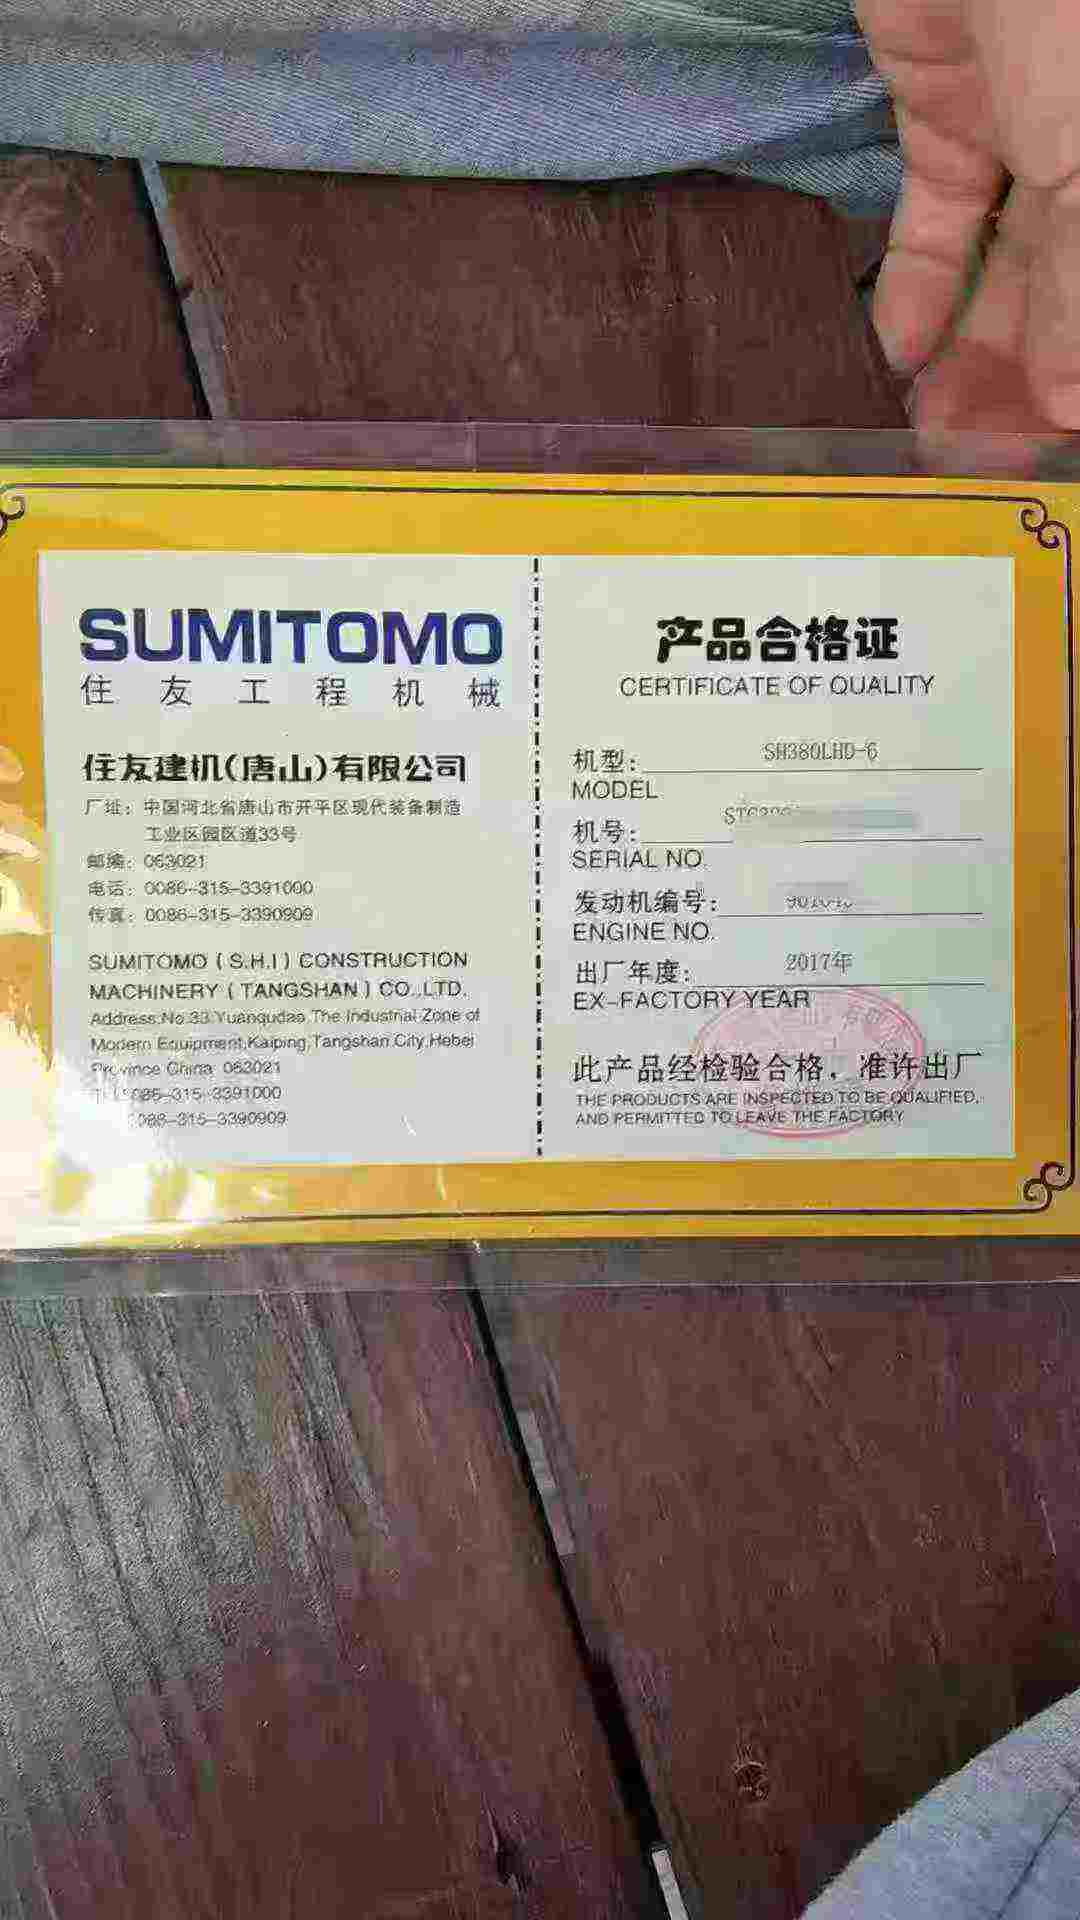 SUMITOMO
住友工程机械
住友建机(唐山)有限公司
厂址：中国河北省唐山市开平区现代装备制造
工业区园区道33号
邮编：063021
电话：0086-315-3391000
传真：0086-315-3390909
SUMITOMO (S.H.I) CONSTRUCTION
MACHINERY (TANGSHAN) CO.,LTD.
Address:No.33.Yuanqudao,The Industrial Zone of
Modern Equipment,Kaiping,Tangshan City,Hebei
Province China 063021
-315-3391000
-315-3390909
产品合格证
CERTIFICATE OF QUALITY
机型：SH380LHD-6
MODEL
机号：
SERIAL NO.
发动机编号：
ENGINE NO.
出厂年度：2017年
EX-FACTORY YEAR
此产品经检验合格，准许出厂
THE PRODUCTS ARE INSPECTED TO BE QUALIFIED,
AND PERMITTED TO LEAVE THE FACTORY